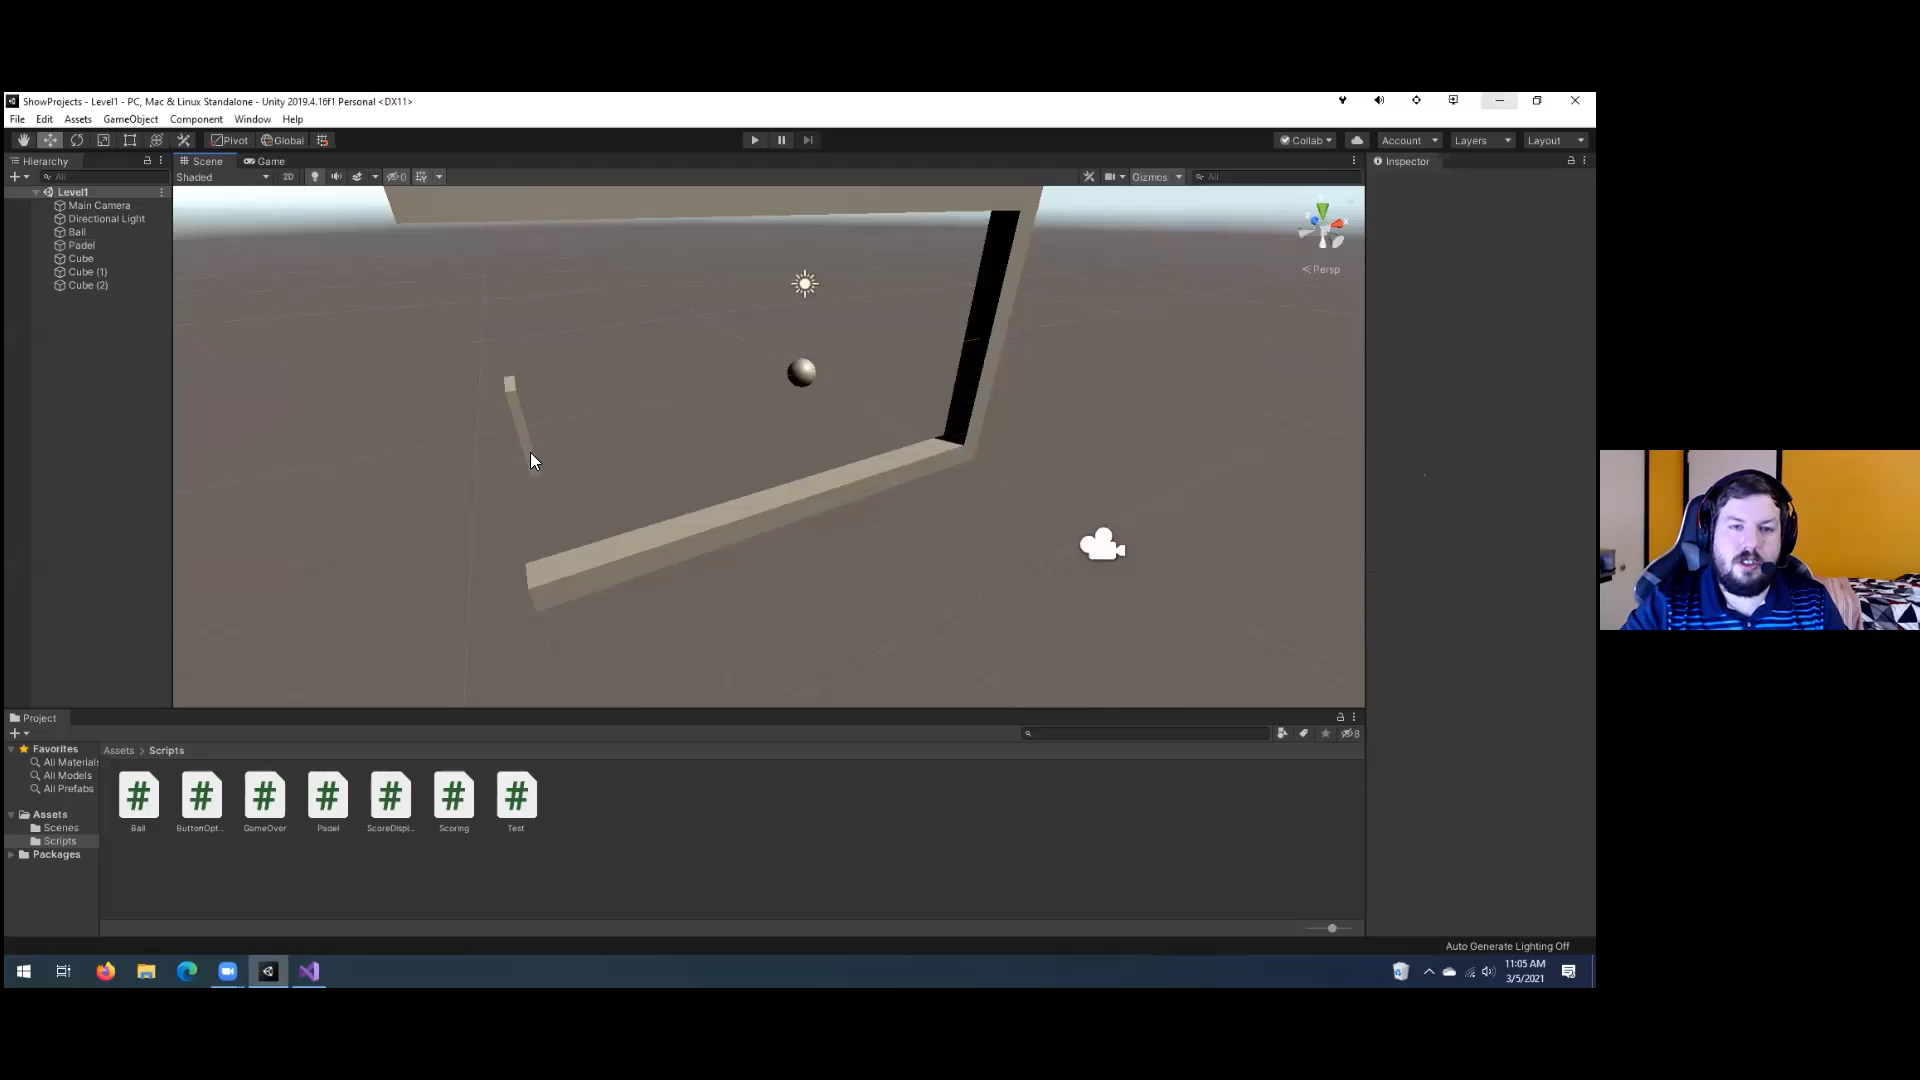 ShowProjects - Level1 - PC, Mac & Linux Standalone - Unity 2019.4.16f1 Personal <DX11>
File Edit Assets GameObject Component Window Help
Pivot Global Collab Account Layers Layout
Hierarchy Scene Game Inspector
All Shaded 2D 0 Gizmos All
Level1
Main Camera
Directional Light
Ball
Padel
Cube
Cube (1)
Cube (2)
Persp
Project
8
Favorites
All Materials
All Models
All Prefabs
Assets
Scenes
Scripts
Packages
Assets > Scripts
# # # # # # #
Ball ButtonOpt... GameOver Padel ScoreDispl... Scoring Test
Auto Generate Lighting Off
11:05 AM
3/5/2021